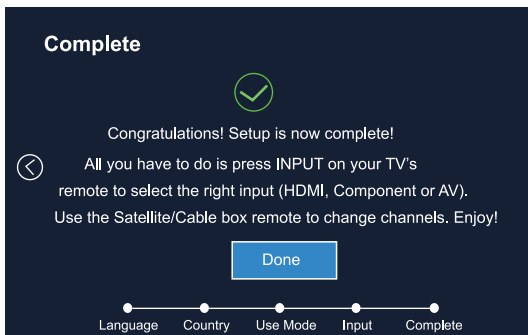 Complete
Congratulations! Setup is now complete!
All you have to do is press INPUT on your TV's
remote to select the right input (HDMI, Component or AV).
Use the Satellite/Cable box remote to change channels. Enjoy!
Done
Language Country Use Mode Input Complete